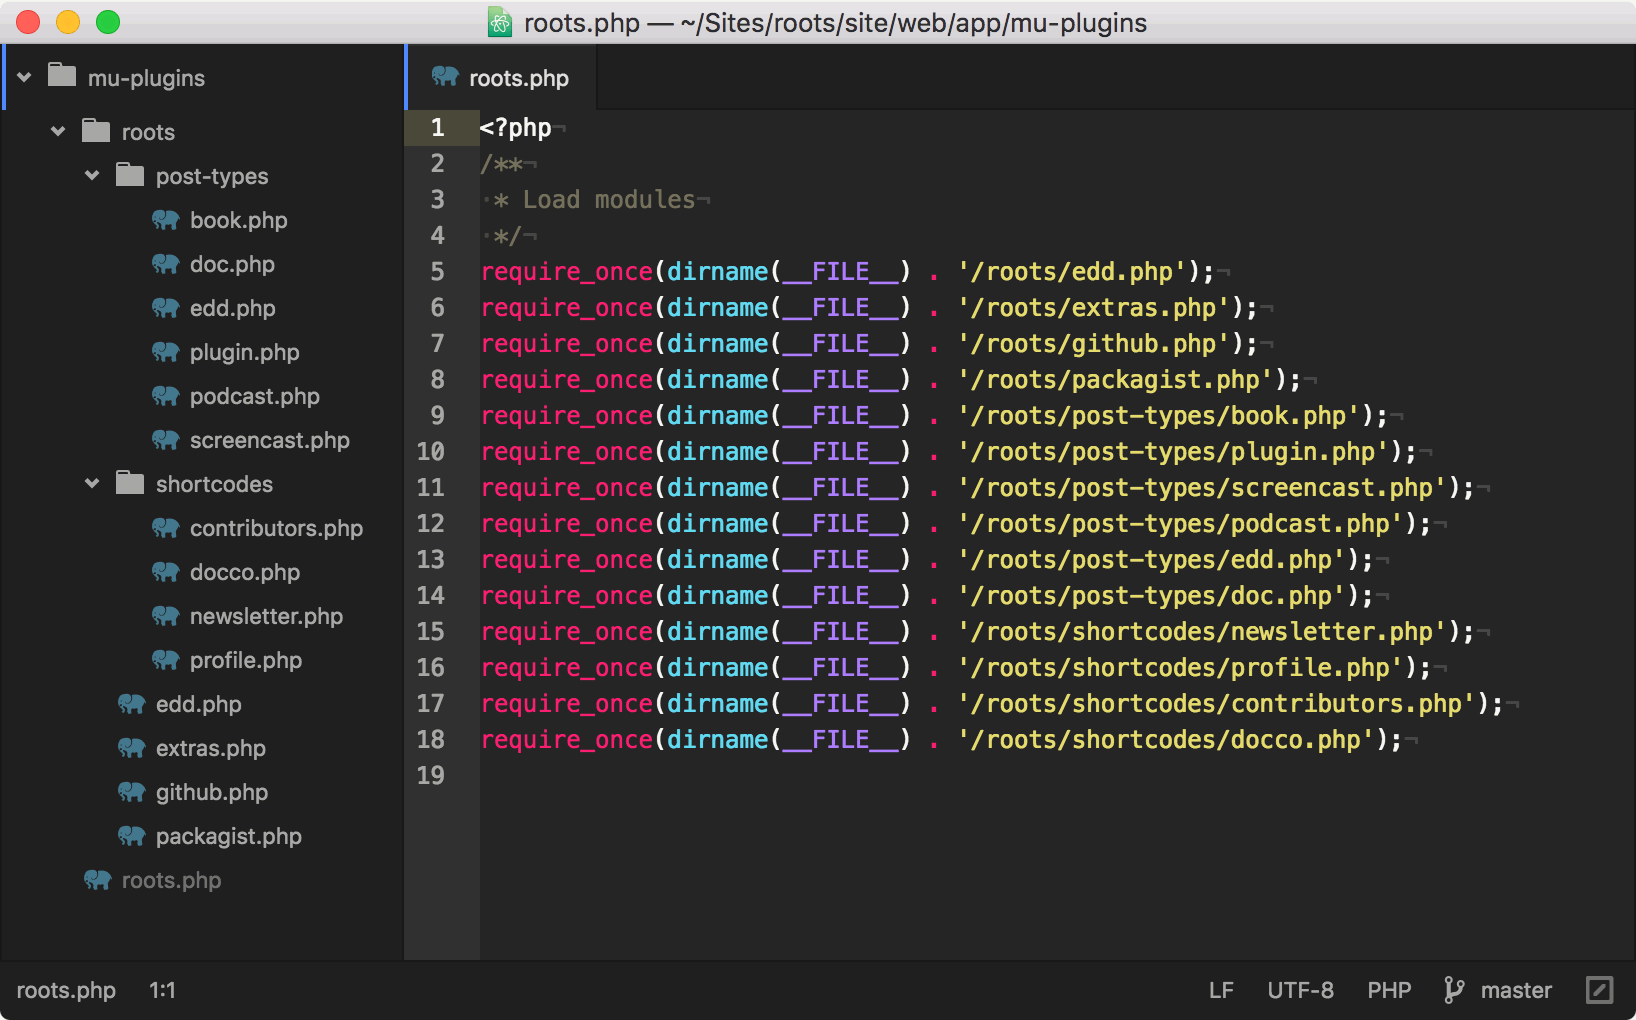 roots.php — ~/Sites/roots/site/web/app/mu-plugins
mu-plugins
roots
post-types
book.php
doc.php
edd.php
plugin.php
podcast.php
screencast.php
shortcodes
contributors.php
docco.php
newsletter.php
profile.php
edd.php
extras.php
github.php
packagist.php
roots.php
roots.php
1 <?php¬
2 /**¬
3 ·* Load modules¬
4 ·*/¬
5 require_once(dirname(__FILE__) . '/roots/edd.php');¬
6 require_once(dirname(__FILE__) . '/roots/extras.php');¬
7 require_once(dirname(__FILE__) . '/roots/github.php');¬
8 require_once(dirname(__FILE__) . '/roots/packagist.php');¬
9 require_once(dirname(__FILE__) . '/roots/post-types/book.php');¬
10 require_once(dirname(__FILE__) . '/roots/post-types/plugin.php');¬
11 require_once(dirname(__FILE__) . '/roots/post-types/screencast.php');¬
12 require_once(dirname(__FILE__) . '/roots/post-types/podcast.php');¬
13 require_once(dirname(__FILE__) . '/roots/post-types/edd.php');¬
14 require_once(dirname(__FILE__) . '/roots/post-types/doc.php');¬
15 require_once(dirname(__FILE__) . '/roots/shortcodes/newsletter.php');¬
16 require_once(dirname(__FILE__) . '/roots/shortcodes/profile.php');¬
17 require_once(dirname(__FILE__) . '/roots/shortcodes/contributors.php');¬
18 require_once(dirname(__FILE__) . '/roots/shortcodes/docco.php');¬
19
roots.php 1:1 LF UTF-8 PHP master